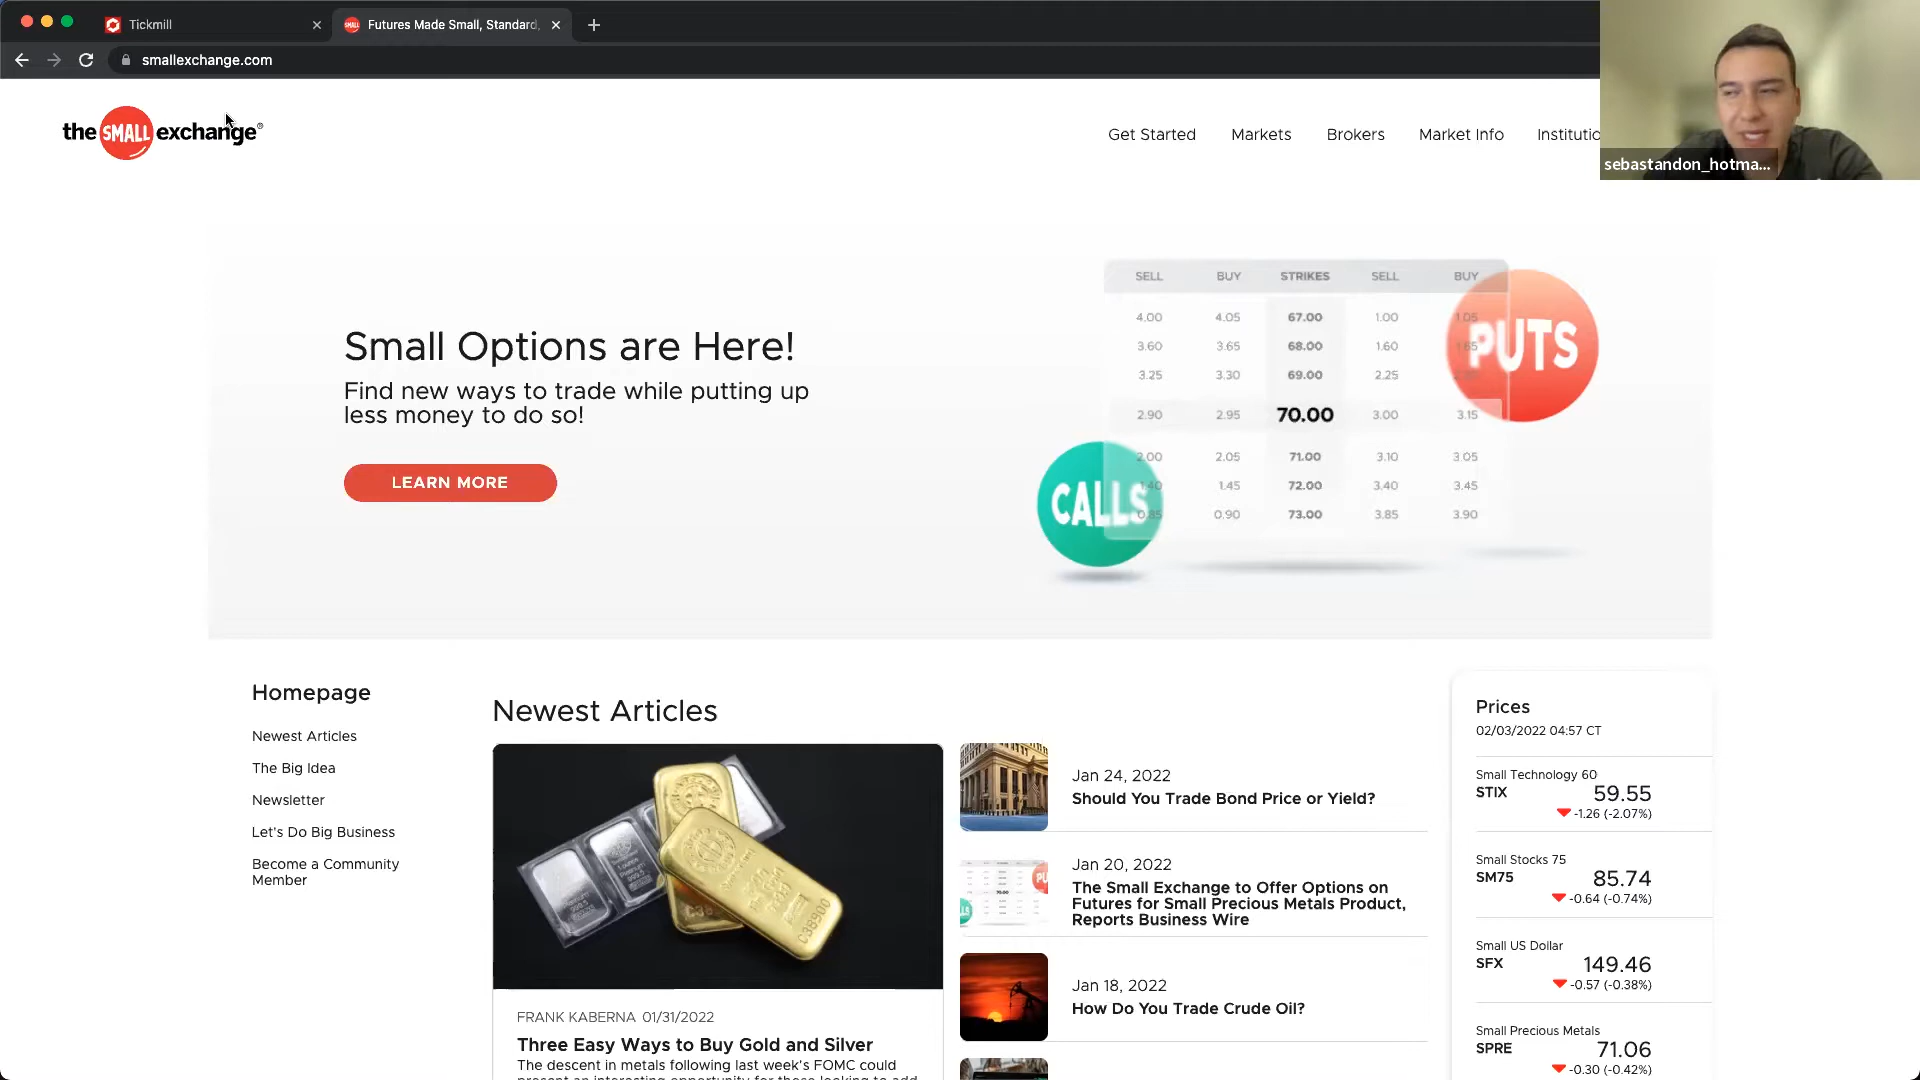 Tickmill
Futures Made Small, Standard,
smallexchange.com
the SMALL exchange®
Get Started
Markets
Brokers
Market Info
Institutio
sebastandon_hotma...
SELL BUY STRIKES SELL BUY
4.00 4.05 67.00 1.00 1.05
3.60 3.65 68.00 1.60 1.65
3.25 3.30 69.00 2.25
2.90 2.95 70.00 3.00 3.15
2.00 2.05 71.00 3.10 3.05
1.40 1.45 72.00 3.40 3.45
0.85 0.90 73.00 3.85 3.90
PUTS
CALLS
Small Options are Here!
Find new ways to trade while putting up
less money to do so!
LEARN MORE
Homepage
Newest Articles
The Big Idea
Newsletter
Let's Do Big Business
Become a Community
Member
Newest Articles
FRANK KABERNA 01/31/2022
Three Easy Ways to Buy Gold and Silver
The descent in metals following last week's FOMC could
present an interesting opportunity for those looking to add
Jan 24, 2022
Should You Trade Bond Price or Yield?
Jan 20, 2022
The Small Exchange to Offer Options on
Futures for Small Precious Metals Product,
Reports Business Wire
Jan 18, 2022
How Do You Trade Crude Oil?
Prices
02/03/2022 04:57 CT
Small Technology 60
STIX
59.55
-1.26 (-2.07%)
Small Stocks 75
SM75
85.74
-0.64 (-0.74%)
Small US Dollar
SFX
149.46
-0.57 (-0.38%)
Small Precious Metals
SPRE
71.06
-0.30 (-0.42%)